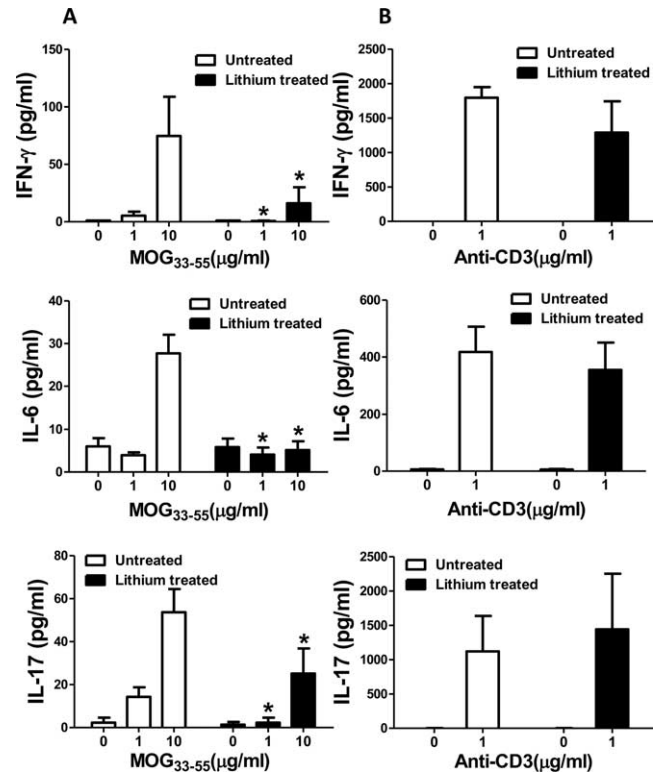 A
150
100
50
0
IFN-γ (pg/ml)
Untreated
Lithium treated
*
*
0 1 10 0 1 10
MOG33-55(μg/ml)
40
30
20
10
0
IL-6 (pg/ml)
Untreated
Lithium treated
*
*
0 1 10 0 1 10
MOG33-55(μg/ml)
80
60
40
20
0
IL-17 (pg/ml)
Untreated
Lithium treated
*
*
0 1 10 0 1 10
MOG33-55(μg/ml)
B
2500
2000
1500
1000
500
0
IFN-γ (pg/ml)
Untreated
Lithium treated
0 1 0 1
Anti-CD3(μg/ml)
600
400
200
0
IL-6 (pg/ml)
Untreated
Lithium treated
0 1 0 1
Anti-CD3(μg/ml)
2500
2000
1500
1000
500
0
IL-17 (pg/ml)
Untreated
Lithium treated
0 1 0 1
Anti-CD3(μg/ml)